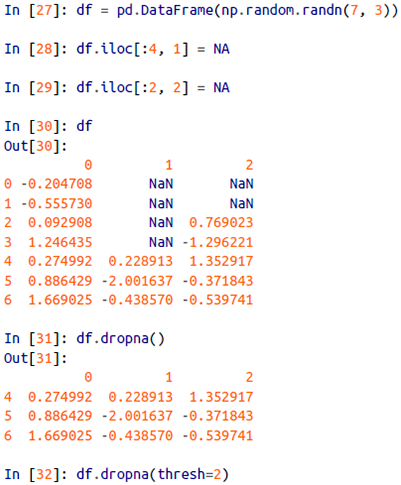 In [27]: df = pd.DataFrame(np.random.randn(7, 3))
In [28]: df.iloc[:4, 1] = NA
In [29]: df.iloc[:2, 2] = NA
In [30]: df
Out[30]:
          0         1         2
0 -0.204708       NaN       NaN
1 -0.555730       NaN       NaN
2  0.092908       NaN  0.769023
3  1.246435       NaN -1.296221
4  0.274992  0.228913  1.352917
5  0.886429 -2.001637 -0.371843
6  1.669025 -0.438570 -0.539741
In [31]: df.dropna()
Out[31]:
          0         1         2
4  0.274992  0.228913  1.352917
5  0.886429 -2.001637 -0.371843
6  1.669025 -0.438570 -0.539741
In [32]: df.dropna(thresh=2)